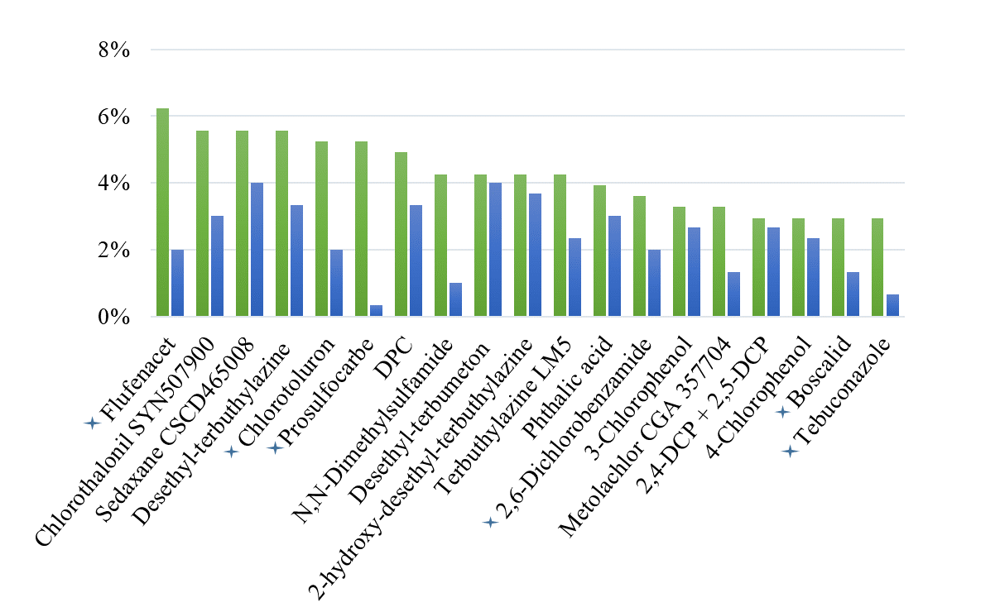 8%
6%
4%
2%
0%
Flufenacet
Chlorothalonil SYN507900
Sedaxane CSCD465008
Desethyl-terbuthylazine
Chlorotoluron
Prosulfocarbe
DPC
N,N-Dimethylsulfamide
Desethyl-terbumeton
2-hydroxy-desethyl-terbuthylazine
Terbuthylazine LM5
Phthalic acid
2,6-Dichlorobenzamide
3-Chlorophenol
Metolachlor CGA 357704
2,4-DCP + 2,5-DCP
4-Chlorophenol
Boscalid
Tebuconazole